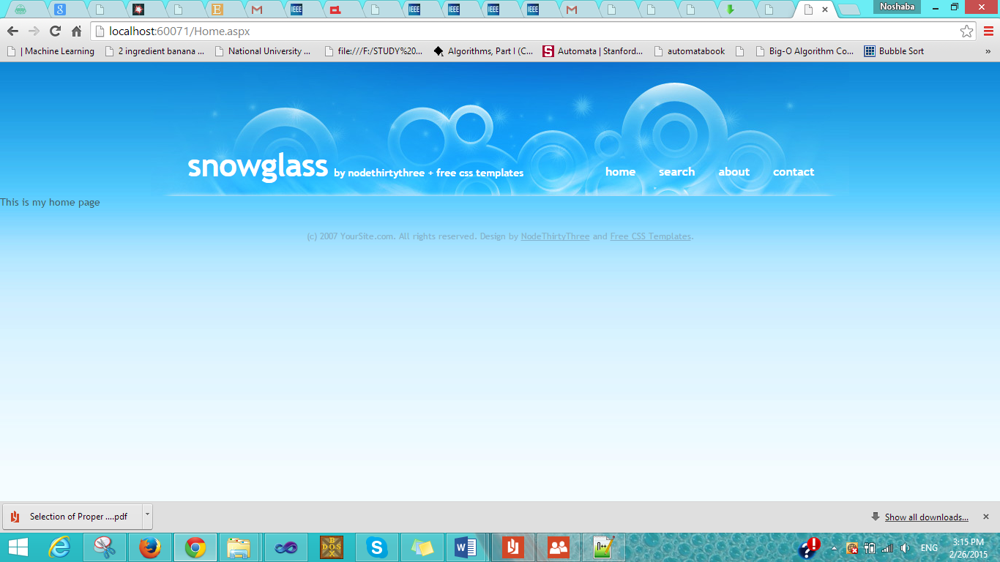 Noshaba
localhost:60071/Home.aspx
| Machine Learning
2 ingredient banana ...
National University ...
file:///F:/STUDY%20...
Algorithms, Part I (C...
Automata | Stanford...
automatabook
Big-O Algorithm Co...
Bubble Sort
»
snowglass by nodethirtythree + free css templates
home search about contact
This is my home page
(c) 2007 YourSite.com. All rights reserved. Design by NodeThirtyThree and Free CSS Templates.
Selection of Proper ....pdf
Show all downloads...
ENG
3:15 PM
2/26/2015